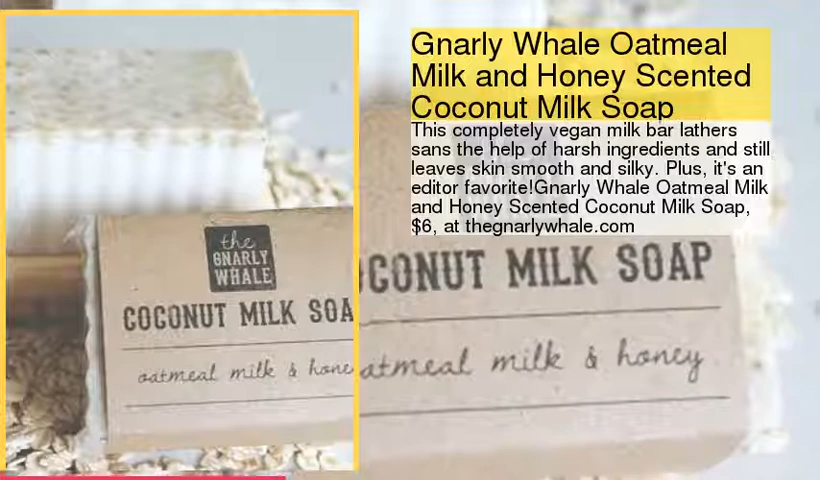 Gnarly Whale Oatmeal
Milk and Honey Scented
Coconut Milk Soap
This completely vegan milk bar lathers
sans the help of harsh ingredients and still
leaves skin smooth and silky. Plus, it's an
editor favorite!Gnarly Whale Oatmeal Milk
and Honey Scented Coconut Milk Soap,
$6, at thegnarlywhale.com
the
GNARLY
WHALE
COCONUT MILK SOA
oatmeal milk & hone
OCONUT MILK SOAP
atmeal milk & honey